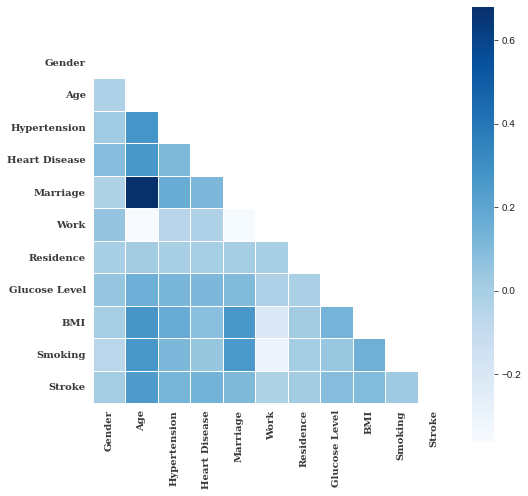 Gender
Age
Hypertension
Heart Disease
Marriage
Work
Residence
Glucose Level
BMI
Smoking
Stroke
Gender
Age
Hypertension
Heart Disease
Marriage
Work
Residence
Glucose Level
BMI
Smoking
Stroke
0.6
0.4
0.2
0.0
−0.2